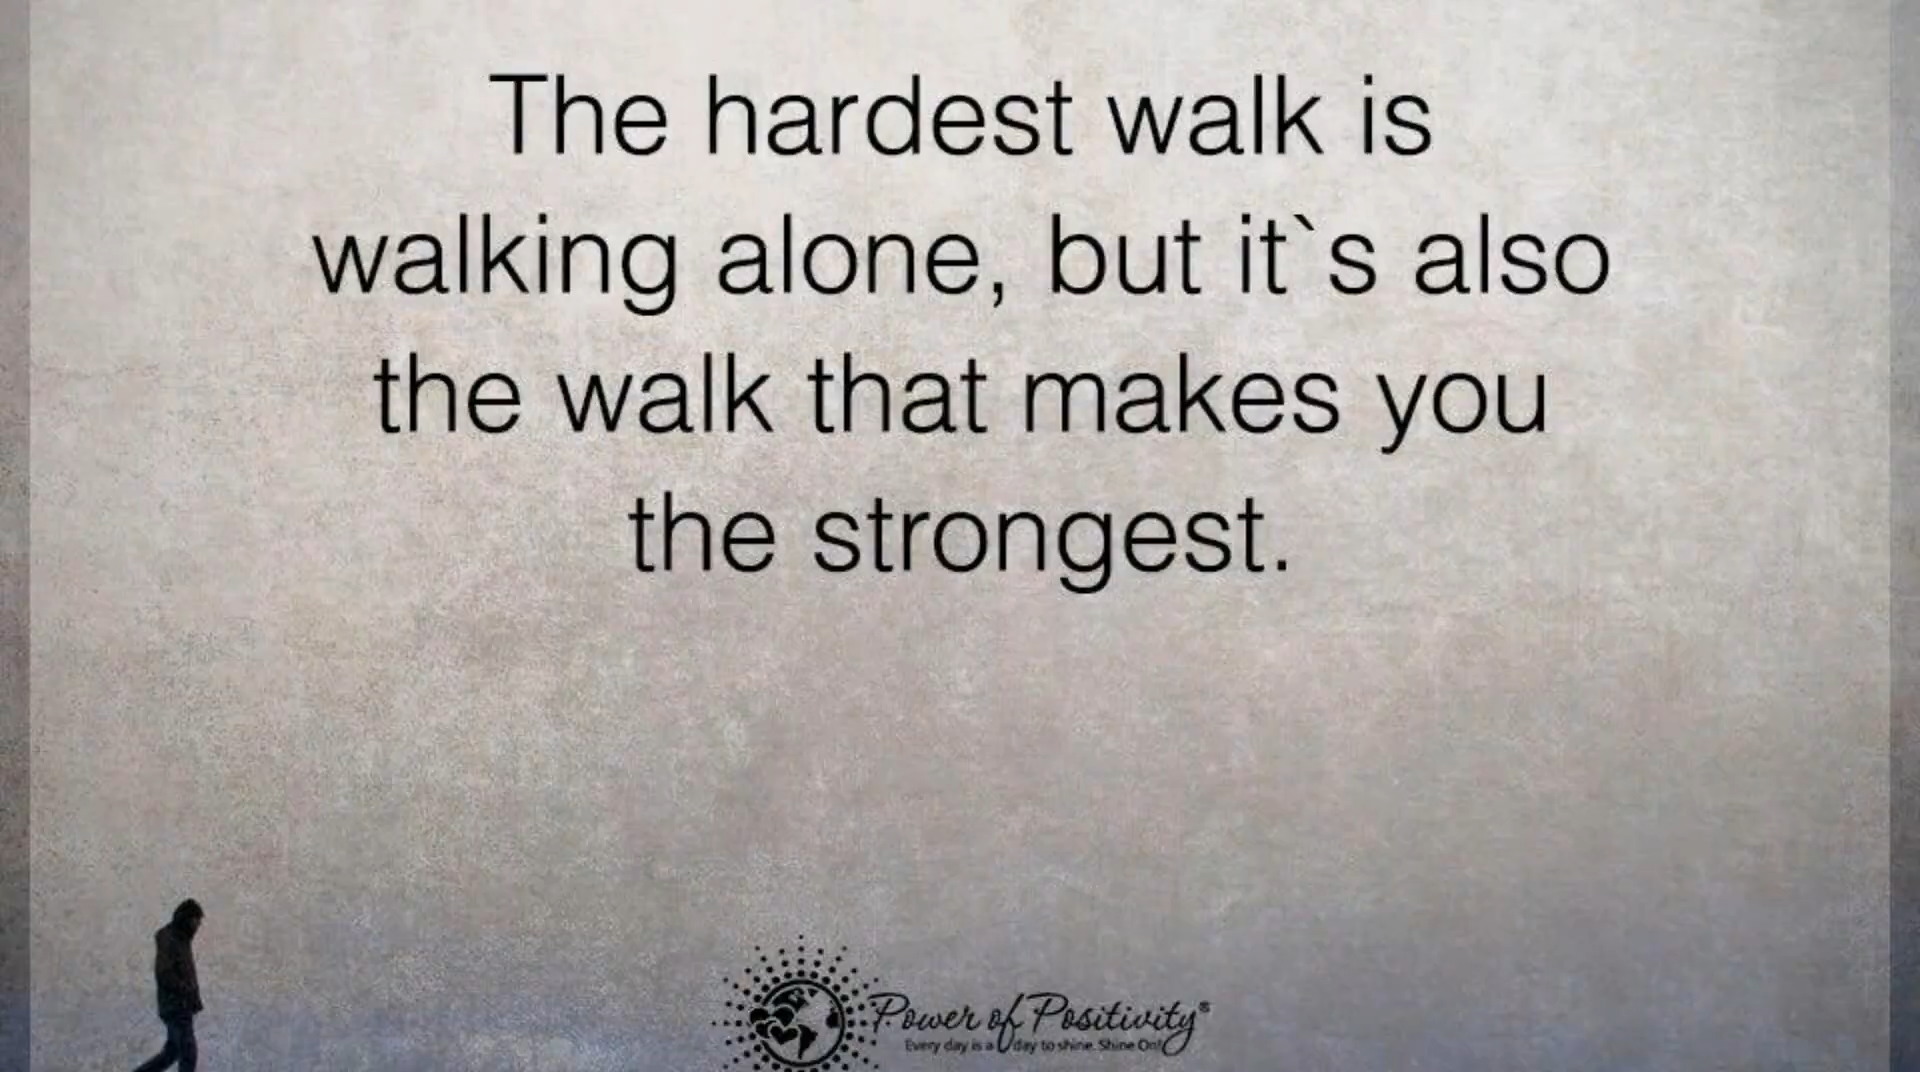 The hardest walk is
walking alone, but it`s also
the walk that makes you
the strongest.
Power of Positivity®
Every day is a day to shine. Shine On!